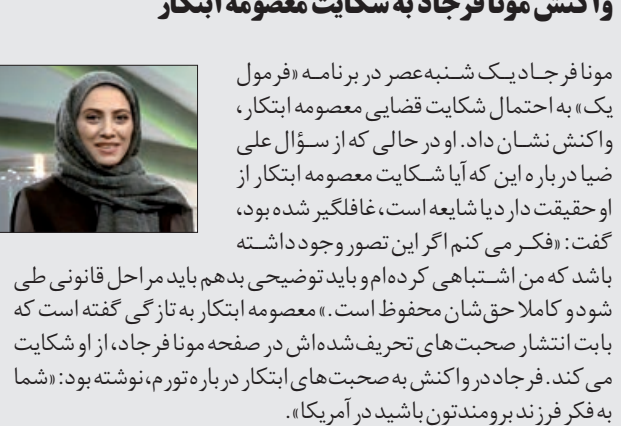 واکنش مونا فرجاد به شکایت معصومه ابتکار
مونا فرجاد یک شنبه عصر در برنامه «فرمول
یک» به احتمال شکایت قضایی معصومه ابتکار،
واکنش نشان داد. او در حالی که از سؤال علی
ضیا درباره این که آیا شکایت معصومه ابتکار از
او حقیقت دارد یا شایعه است، غافلگیر شده بود،
گفت: «فکر می کنم اگر این تصور وجود داشته
باشد که من اشتباهی کرده ام و باید توضیحی بدهم باید مراحل قانونی طی
شود و کاملا حق شان محفوظ است.» معصومه ابتکار به تازگی گفته است که
بابت انتشار صحبت های تحریف شده اش در صفحه مونا فرجاد، از او شکایت
می کند. فرجاد در واکنش به صحبت های ابتکار درباره تورم، نوشته بود: «شما
به فکر فرزند برومندتون باشید در آمریکا».